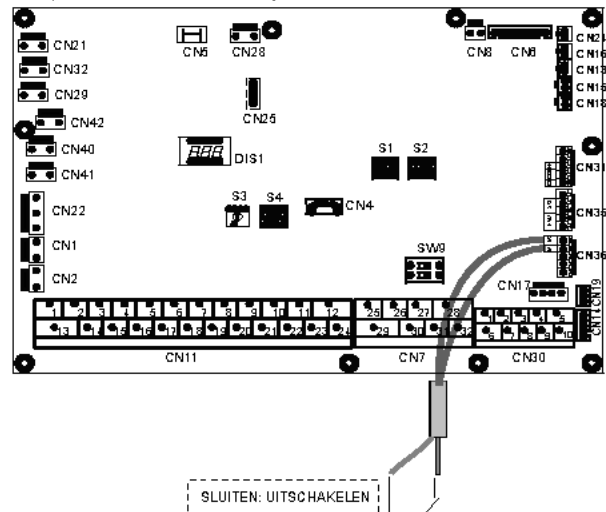 CN21
CN5
CN28
CN8
CN6
CN24
CN32
CN16
CN13
CN29
CN15
CN18
CN25
CN42
CN40
DIS1
S1
S2
CN31
CN41
S3
S4
CN4
CN22
CN35
CN1
SW9
CN36
CN2
CN17
CN19
1 2 3 4 5 6 7 8 9 10 11 12
25 26 27 28
1 2 3 4 5
CN14
13 14 15 16 17 18 19 20 21 22 23 24
29 30 31 32
6 7 8 9 10
CN11
CN7
CN30
SLUITEN: UITSCHAKELEN